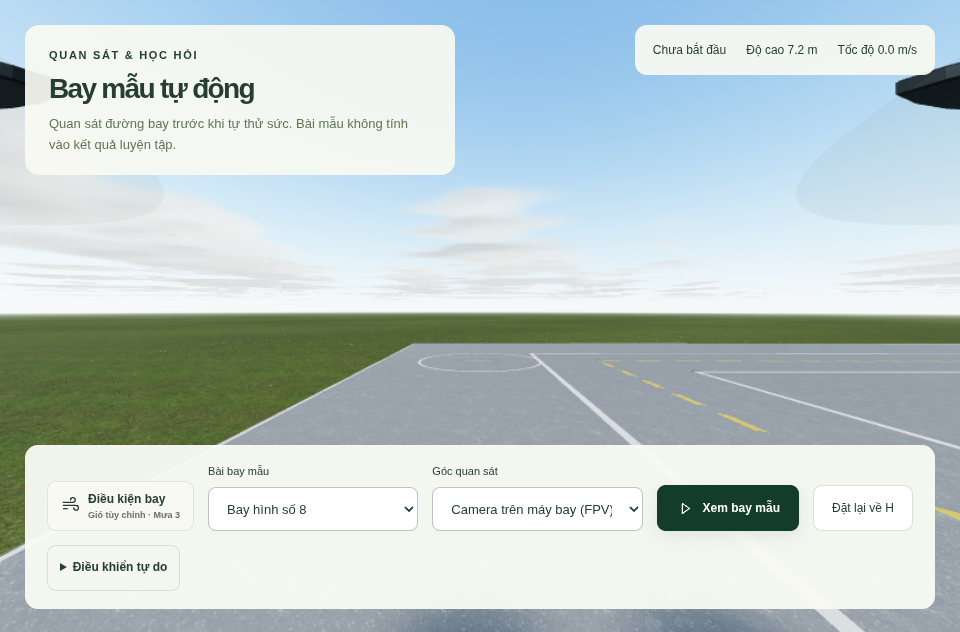 QUAN SÁT & HỌC HỎI
Bay mẫu tự động
Quan sát đường bay trước khi tự thử sức. Bài mẫu không tính
vào kết quả luyện tập.
Chưa bắt đầu Độ cao 7.2 m Tốc độ 0.0 m/s
Điều kiện bay
Gió tùy chỉnh · Mưa 3
Bài bay mẫu
Bay hình số 8
Góc quan sát
Camera trên máy bay (FPV)
Xem bay mẫu
Đặt lại về H
Điều khiển tự do